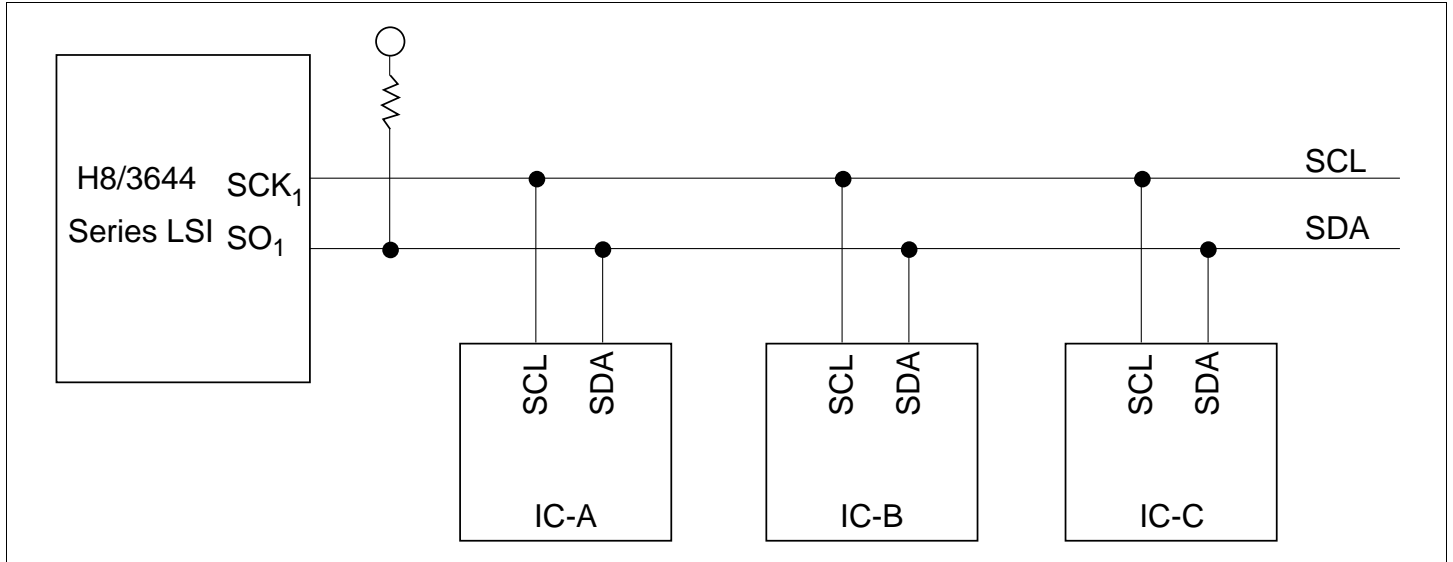 H8/3644 SCK1
Series LSI SO1
SCL
SDA
SCL SDA
IC-A
SCL SDA
IC-B
SCL SDA
IC-C